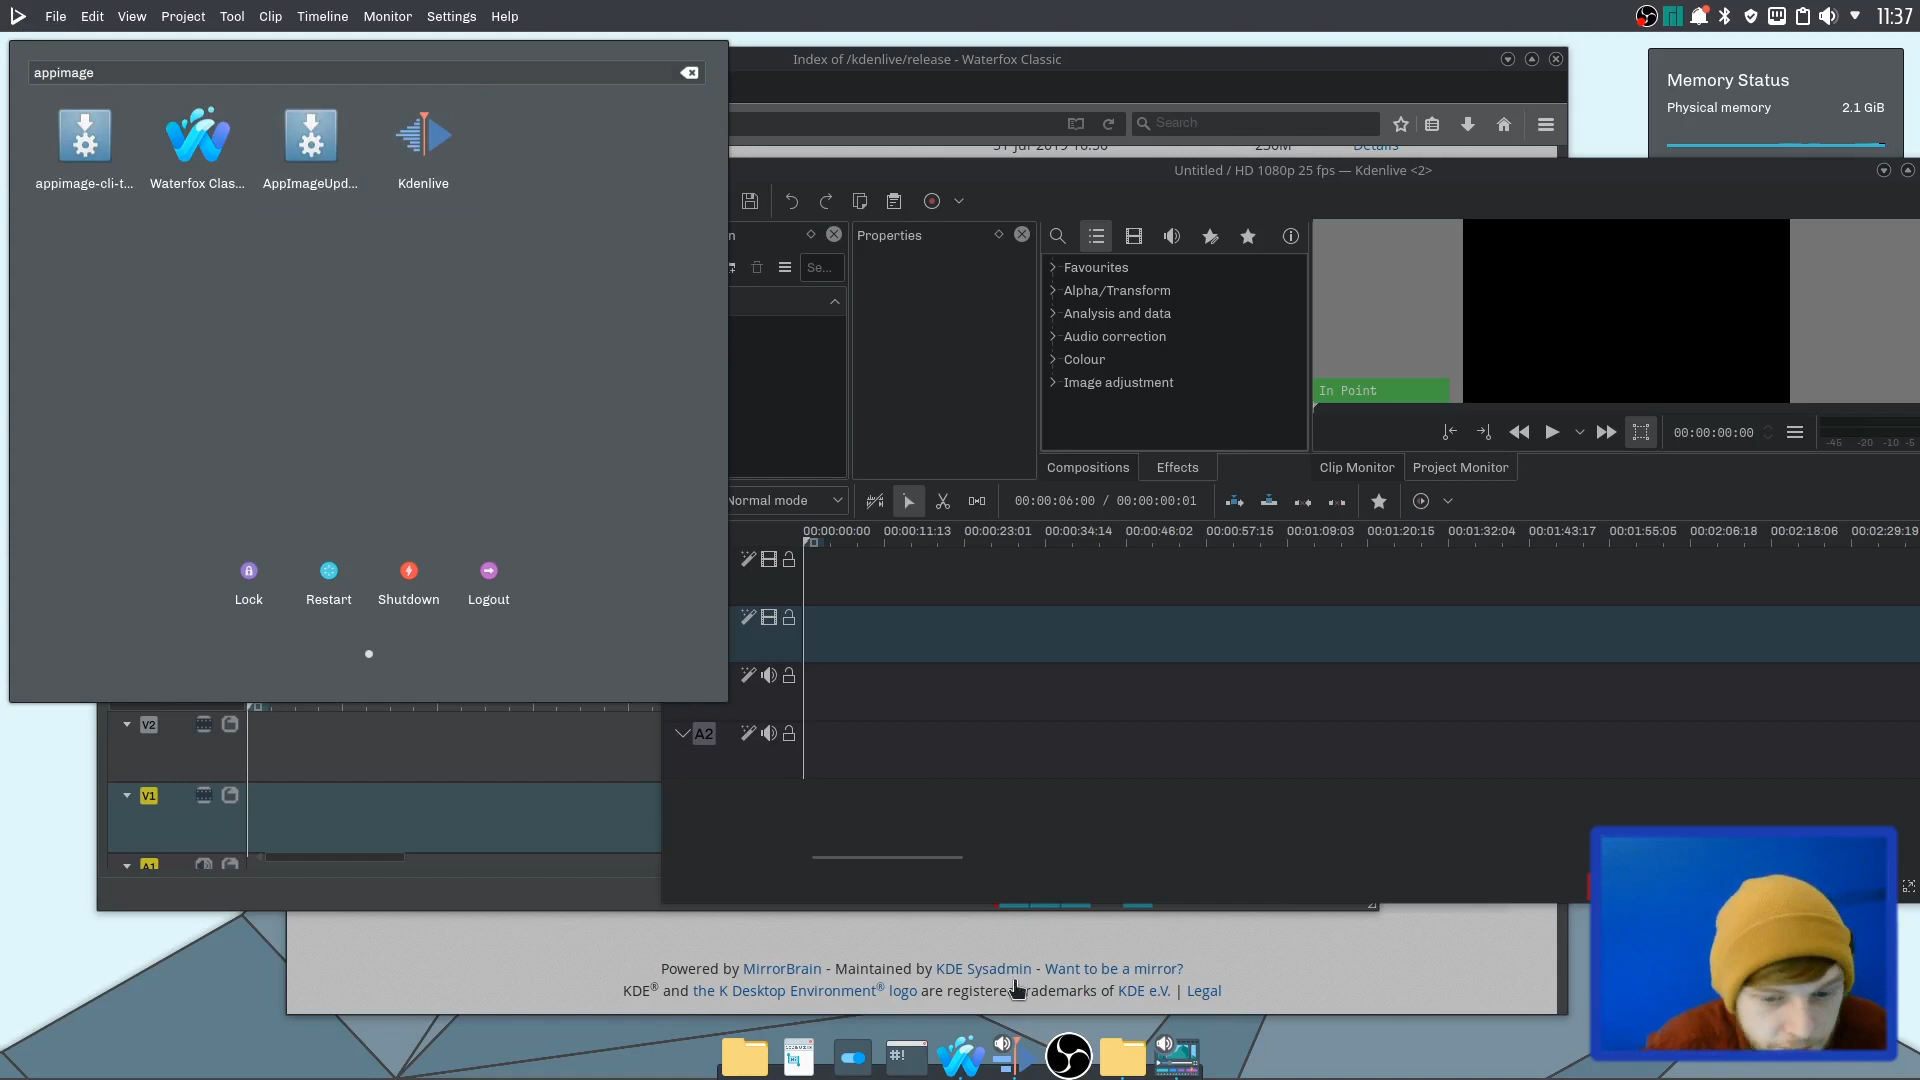 File Edit View Project Tool Clip Timeline Monitor Settings Help
11:37
appimage
appimage-cli-t...
Waterfox Clas...
AppImageUpd...
Kdenlive
Lock
Restart
Shutdown
Logout
Index of /kdenlive/release - Waterfox Classic
Search
250M
Details
Memory Status
Physical memory 2.1 GiB
Untitled / HD 1080p 25 fps — Kdenlive <2>
n
Se...
Properties
Favourites
Alpha/Transform
Analysis and data
Audio correction
Colour
Image adjustment
Compositions
Effects
In Point
00:00:00:00
-45 -20 -10 -5
Clip Monitor
Project Monitor
Normal mode
00:00:06:00 / 00:00:00:01
00:00:00:00 00:00:11:13 00:00:23:01 00:00:34:14 00:00:46:02 00:00:57:15 00:01:09:03 00:01:20:15 00:01:32:04 00:01:43:17 00:01:55:05 00:02:06:18 00:02:18:06 00:02:29:19
A2
V2
V1
A1
Powered by MirrorBrain - Maintained by KDE Sysadmin - Want to be a mirror?
KDE® and the K Desktop Environment® logo are registered trademarks of KDE e.V. | Legal
#!